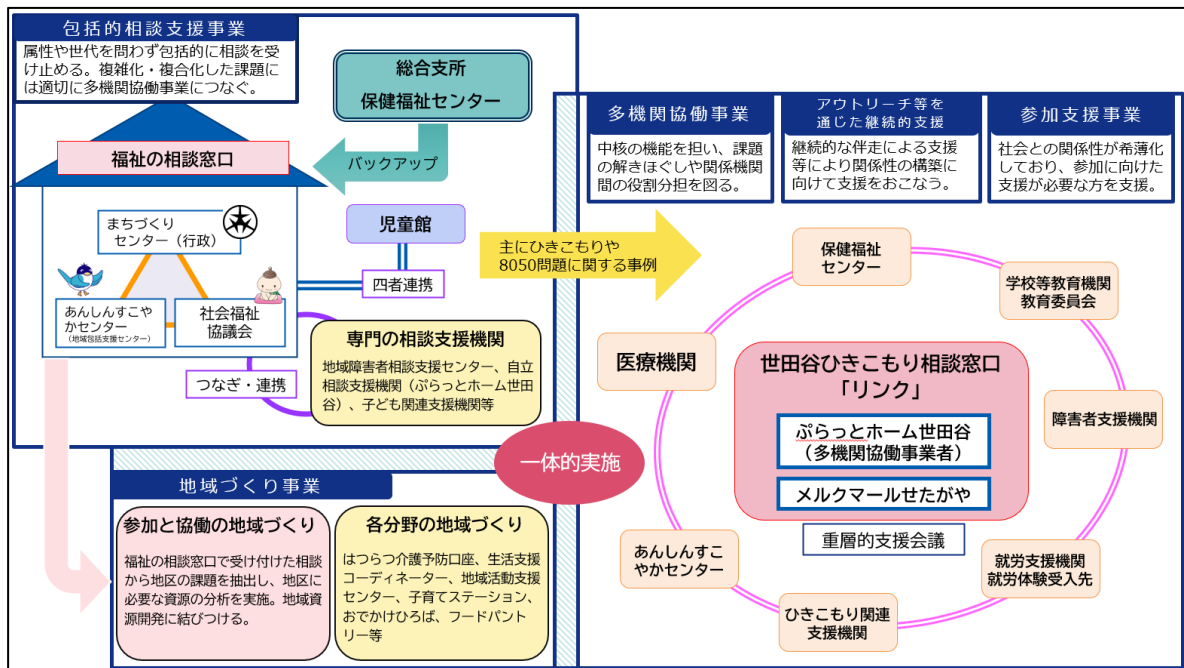 包括的相談支援事業
属性や世代を問わず包括的に相談を受
け止める。複雑化・複合化した課題に
は適切に多機関協働事業につなぐ。
総合支所
保健福祉センター
バックアップ
福祉の相談窓口
まちづくり
センター（行政）
あんしんすこや
かセンター
（地域包括支援センター）
社会福祉
協議会
児童館
四者連携
つなぎ・連携
専門の相談支援機関
地域障害者相談支援センター、自立
相談支援機関（ぷらっとホーム世田
谷）、子ども関連支援機関等
主にひきこもりや
8050問題に関する事例
多機関協働事業
中核の機能を担い、課題
の解きほぐしや関係機関
間の役割分担を図る。
アウトリーチ等を
通じた継続的支援
継続的な伴走による支援
等により関係性の構築に
向けて支援をおこなう。
参加支援事業
社会との関係性が希薄化
しており、参加に向けた
支援が必要な方を支援。
保健福祉
センター
学校等教育機関
教育委員会
医療機関
障害者支援機関
世田谷ひきこもり相談窓口
「リンク」
ぷらっとホーム世田谷
（多機関協働事業者）
メルクマールせたがや
重層的支援会議
あんしんすこ
やかセンター
就労支援機関
就労体験受入先
ひきこもり関連
支援機関
一体的実施
地域づくり事業
参加と協働の地域づくり
福祉の相談窓口で受け付けた相談
から地区の課題を抽出し、地区に
必要な資源の分析を実施。地域資
源開発に結びつける。
各分野の地域づくり
はつらつ介護予防口座、生活支援
コーディネーター、地域活動支援
センター、子育てステーション、
おでかけひろば、フードパント
リー等